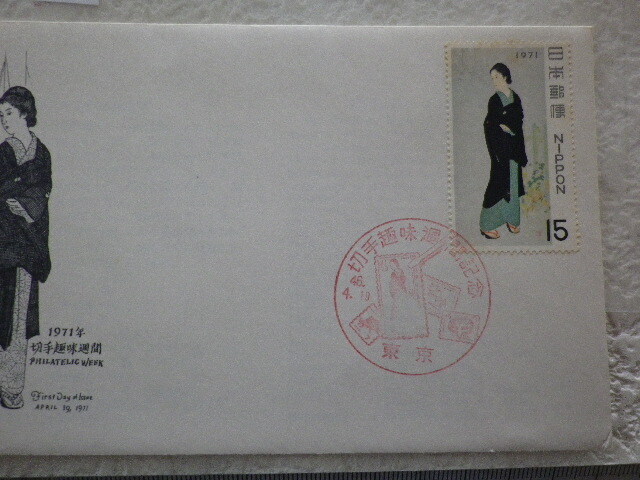 1971
日本郵便
NIPPON
15
切手趣味週間記念
東京
1971年
切手趣味週間
PHILATELIC WEEK
First Day Issue
APRIL 19, 1971